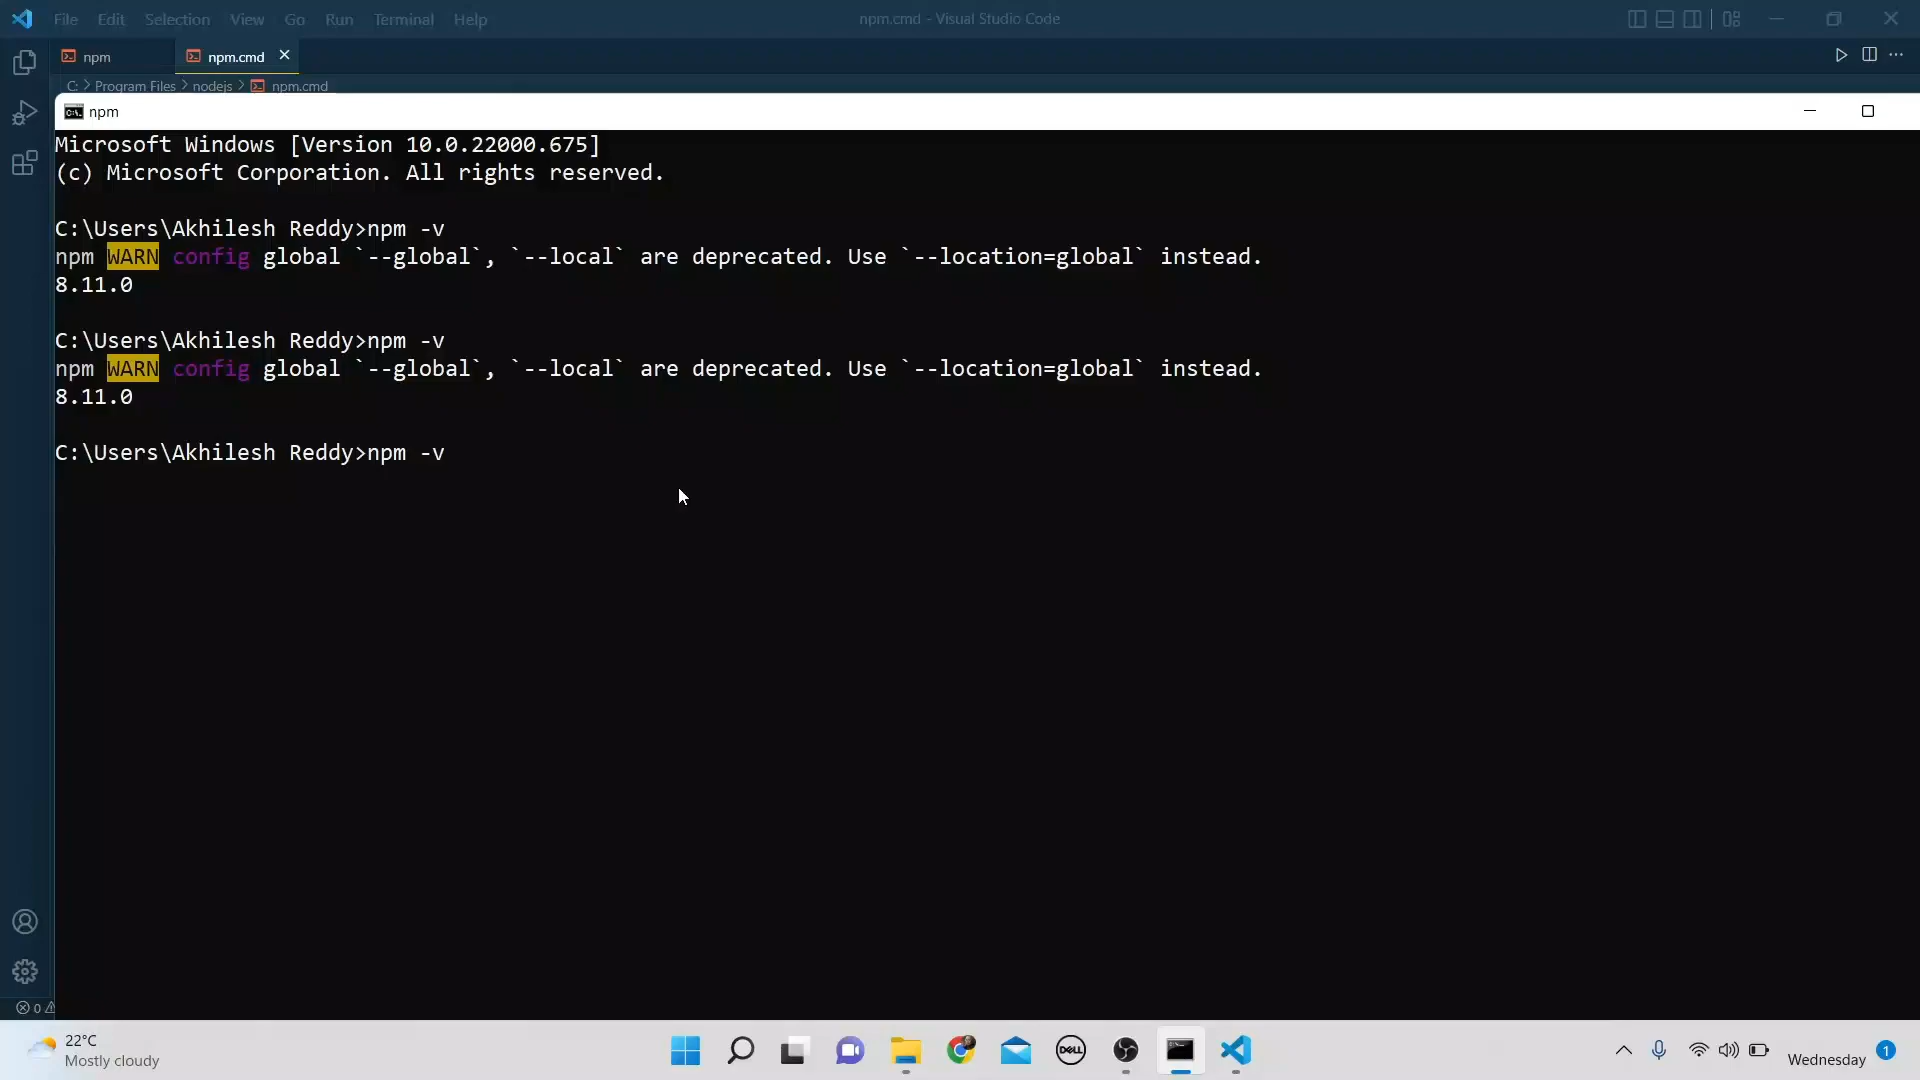 File Edit Selection View Go Run Terminal Help
npm.cmd - Visual Studio Code
npm
npm.cmd
C: > Program Files > nodejs > npm.cmd
npm
Microsoft Windows [Version 10.0.22000.675]
(c) Microsoft Corporation. All rights reserved.
C:\Users\Akhilesh Reddy>npm -v
npm WARN config global `--global`, `--local` are deprecated. Use `--location=global` instead.
8.11.0
C:\Users\Akhilesh Reddy>npm -v
npm WARN config global `--global`, `--local` are deprecated. Use `--location=global` instead.
8.11.0
C:\Users\Akhilesh Reddy>npm -v
0
22°C
Mostly cloudy
DELL
Wednesday
1